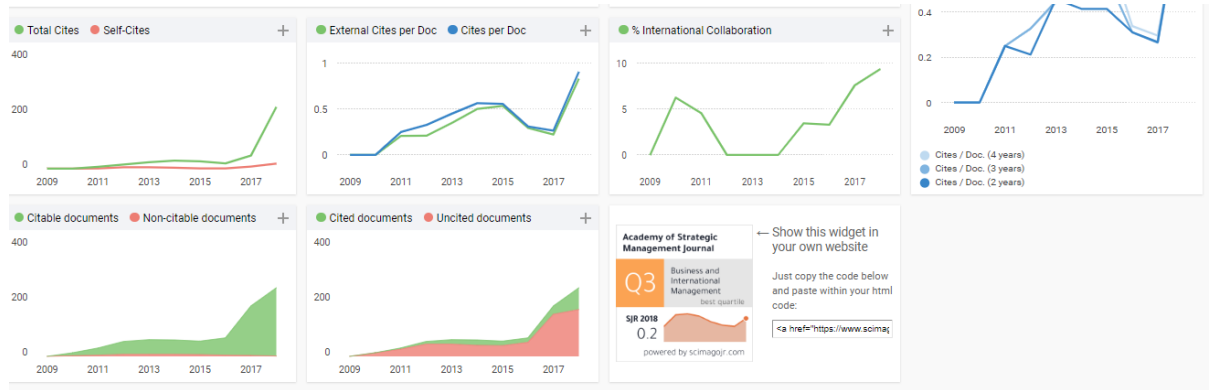 Total Cites Self-Cites +
400
200
0
2009 2011 2013 2015 2017
External Cites per Doc Cites per Doc +
1
0.5
0
2009 2011 2013 2015 2017
% International Collaboration +
10
5
0
2009 2011 2013 2015 2017
0.4
0.2
0
2009 2011 2013 2015 2017
Cites / Doc. (4 years)
Cites / Doc. (3 years)
Cites / Doc. (2 years)
Citable documents Non-citable documents +
400
200
0
2009 2011 2013 2015 2017
Cited documents Uncited documents +
400
200
0
2009 2011 2013 2015 2017
Academy of Strategic
Management Journal
Q3
Business and
International
Management
best quartile
SJR 2018
0.2
powered by scimagojr.com
← Show this widget in
your own website
Just copy the code below
and paste within your html
code:
<a href="https://www.scimag